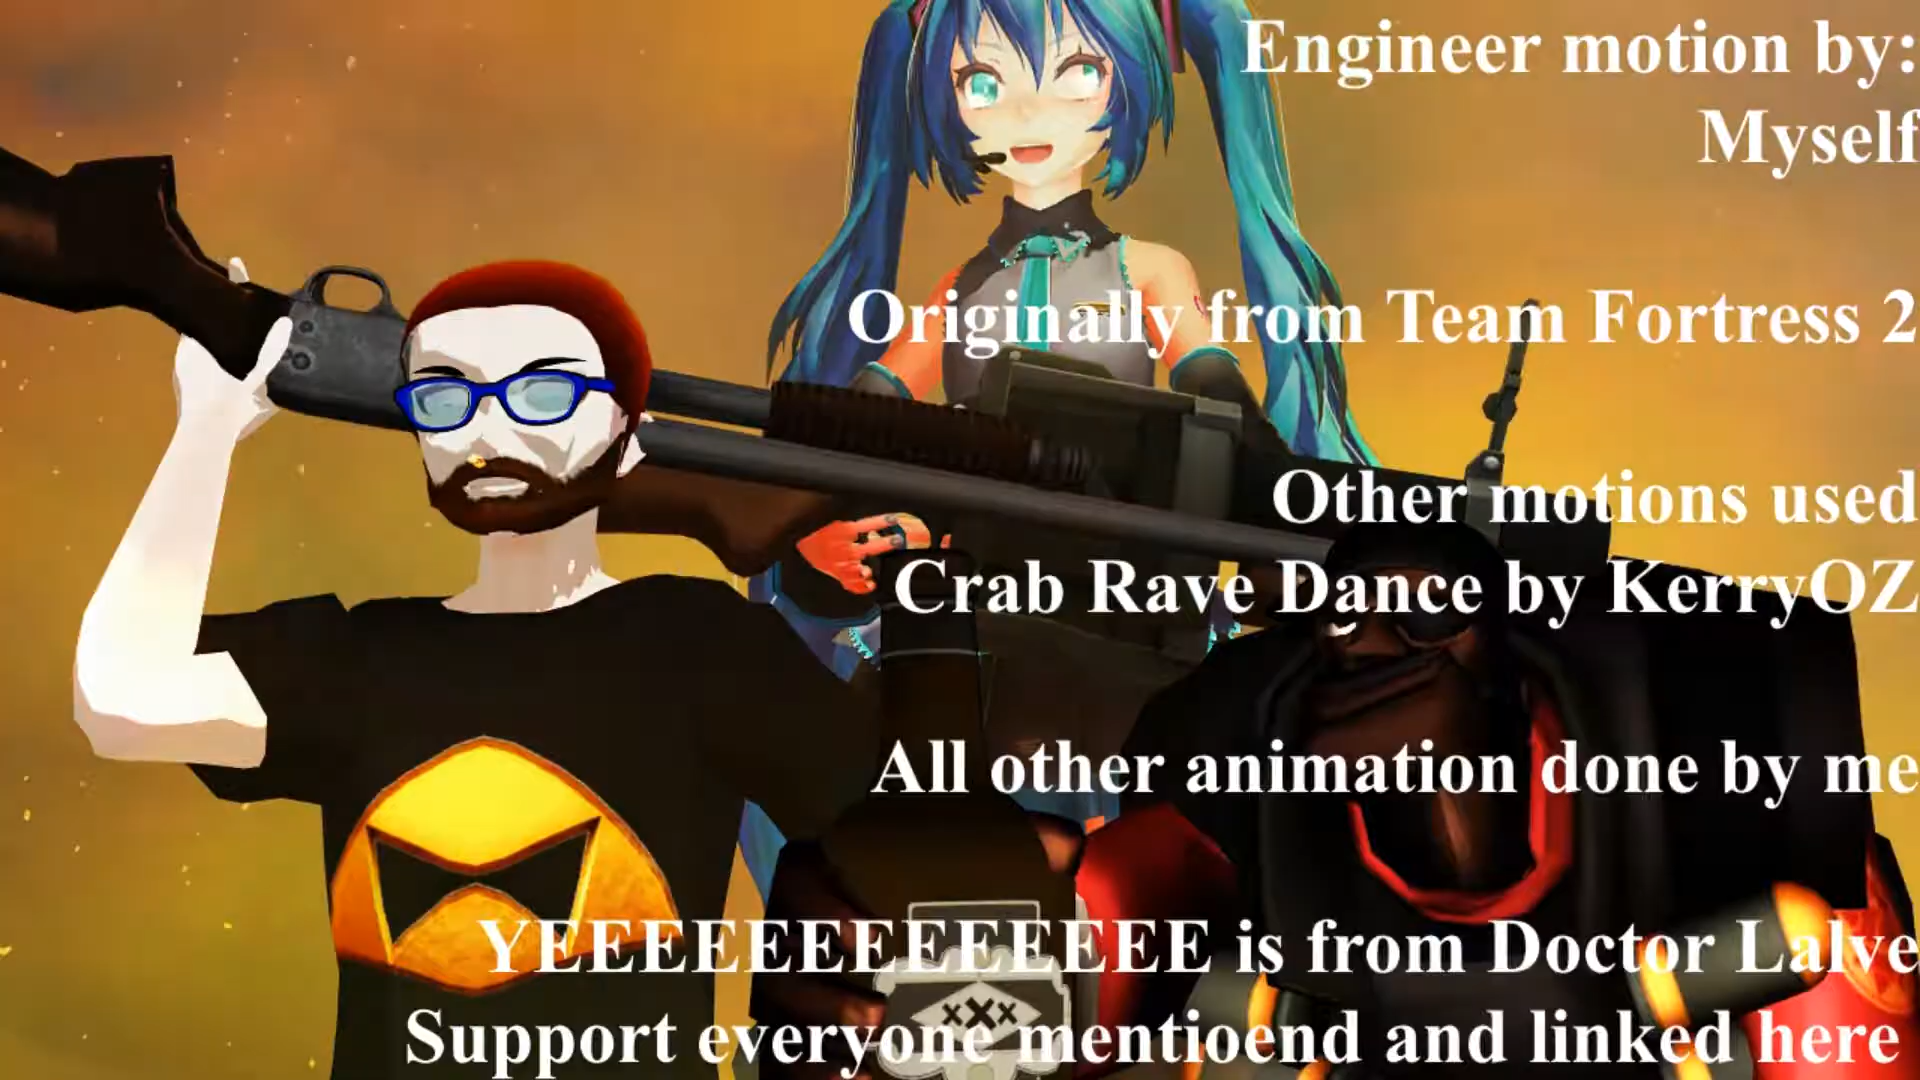 Engineer motion by:
Myself
Originally from Team Fortress 2
Other motions used
Crab Rave Dance by KerryOZ
All other animation done by me
YEEEEEEEEEEEEE is from Doctor Lalve
Support everyone mentioend and linked here
xXx